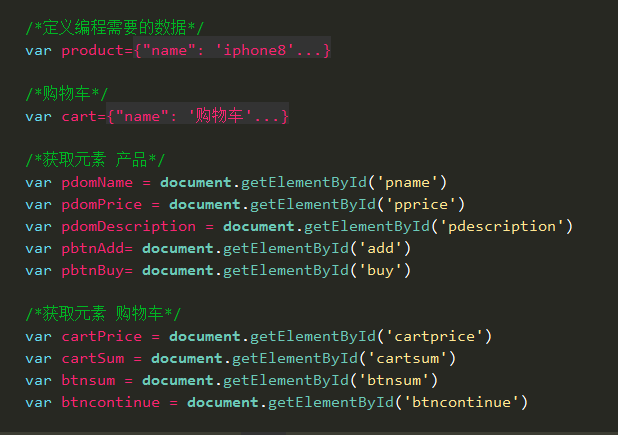 /*定义编程需要的数据*/
var product={"name": 'iphone8'...}
/*购物车*/
var cart={"name": '购物车'...}
/*获取元素 产品*/
var pdomName = document.getElementById('pname')
var pdomPrice = document.getElementById('pprice')
var pdomDescription = document.getElementById('pdescription')
var pbtnAdd= document.getElementById('add')
var pbtnBuy= document.getElementById('buy')
/*获取元素 购物车*/
var cartPrice = document.getElementById('cartprice')
var cartSum = document.getElementById('cartsum')
var btnsum = document.getElementById('btnsum')
var btncontinue = document.getElementById('btncontinue')